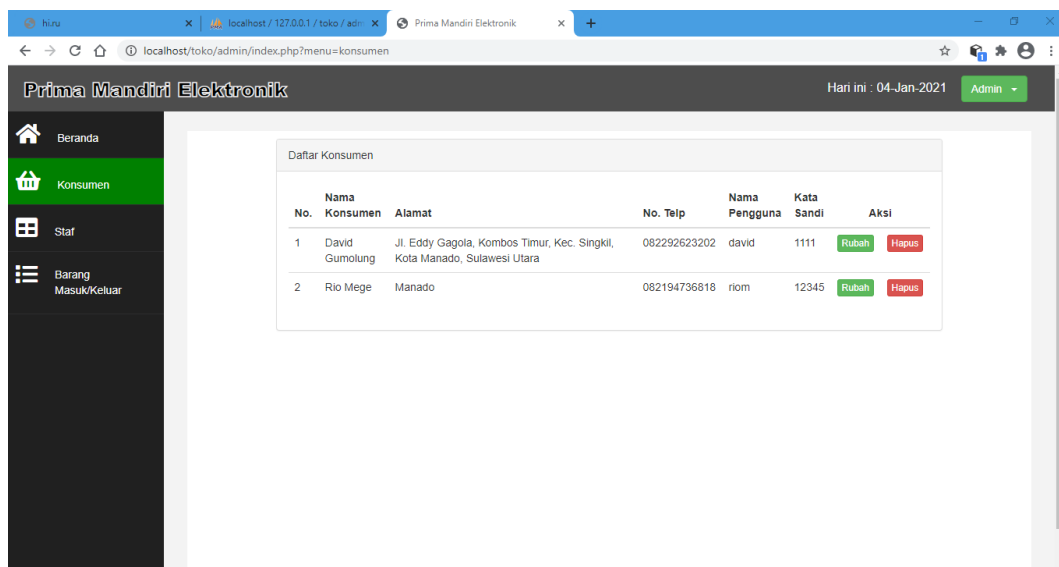 hi.ru
localhost / 127.0.0.1 / toko / adm
Prima Mandiri Elektronik
localhost/toko/admin/index.php?menu=konsumen
Prima Mandiri Elektronik
Hari ini : 04-Jan-2021
Admin
Beranda
Konsumen
Staf
Barang
Masuk/Keluar
Daftar Konsumen
No. Nama Konsumen Alamat No. Telp Nama Pengguna Kata Sandi Aksi
1 David Gumolung Jl. Eddy Gagola, Kombos Timur, Kec. Singkil, 082292623202 david 1111 Rubah Hapus
Kota Manado, Sulawesi Utara
2 Rio Mege Manado 082194736818 riom 12345 Rubah Hapus